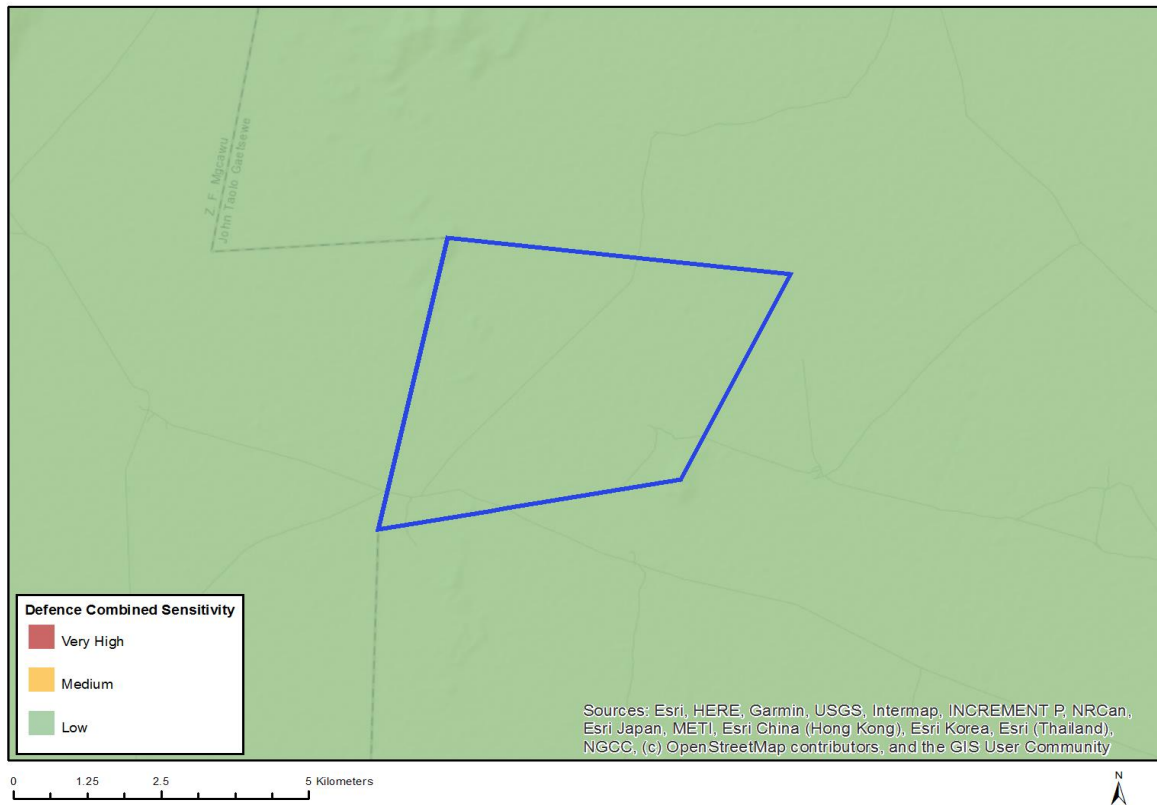 Z. F. Mgcawu
John Taolo Gaetsewe
Defence Combined Sensitivity
Very High
Medium
Low
Sources: Esri, HERE, Garmin, USGS, Intermap, INCREMENT P, NRCan,
Esri Japan, METI, Esri China (Hong Kong), Esri Korea, Esri (Thailand),
NGCC, (c) OpenStreetMap contributors, and the GIS User Community
0 1.25 2.5 5 Kilometers
N